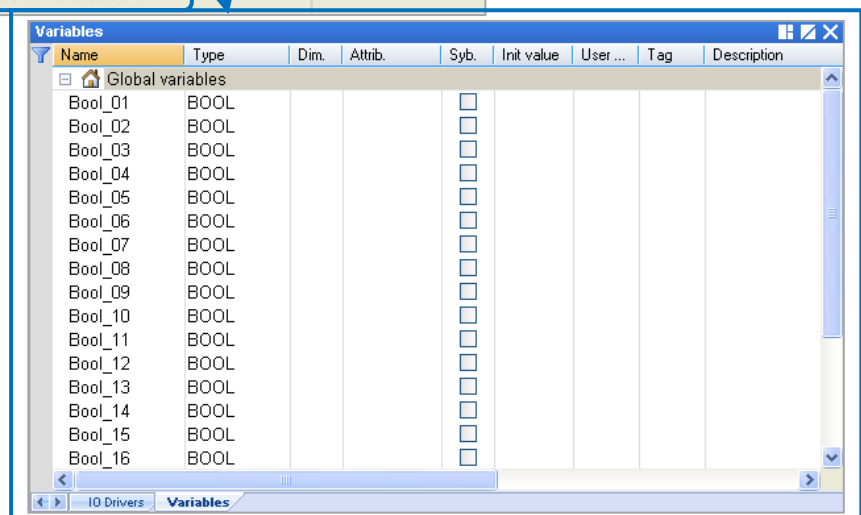 Variables
Name Type Dim. Attrib. Syb. Init value User ... Tag Description
Global variables
Bool_01 BOOL
Bool_02 BOOL
Bool_03 BOOL
Bool_04 BOOL
Bool_05 BOOL
Bool_06 BOOL
Bool_07 BOOL
Bool_08 BOOL
Bool_09 BOOL
Bool_10 BOOL
Bool_11 BOOL
Bool_12 BOOL
Bool_13 BOOL
Bool_14 BOOL
Bool_15 BOOL
Bool_16 BOOL
IO Drivers Variables